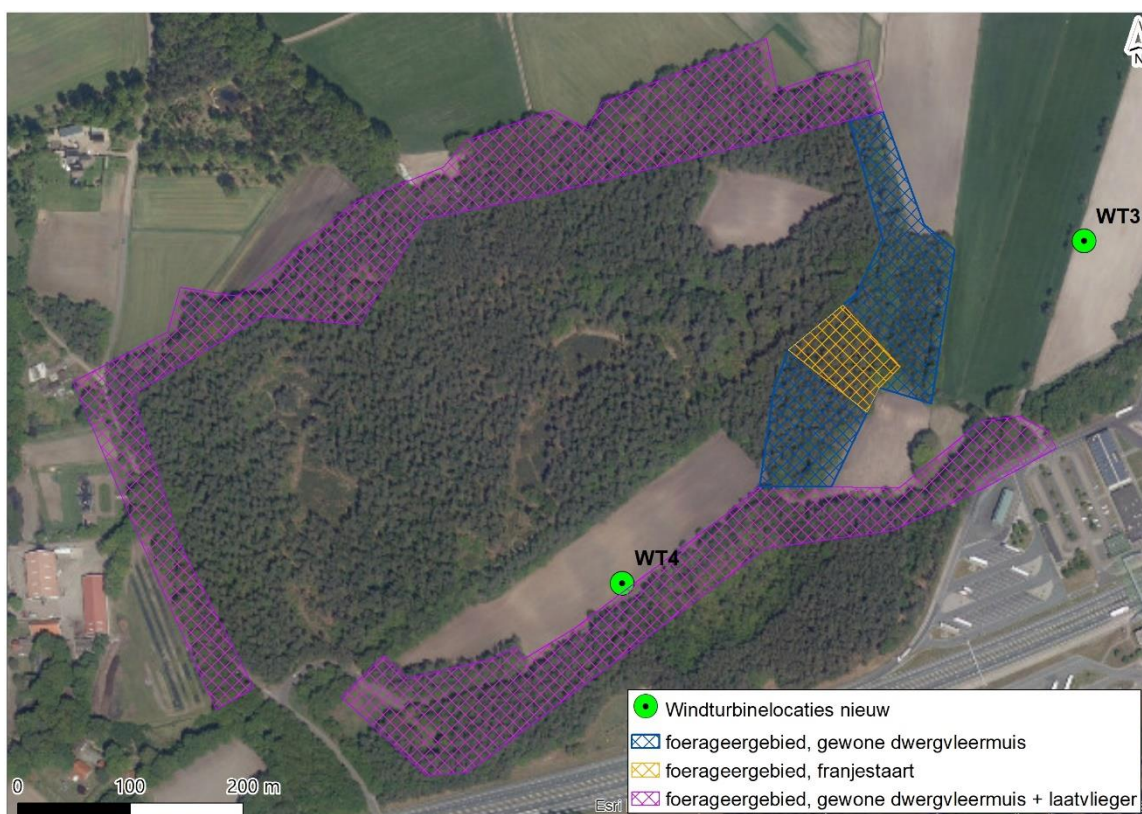 N
WT3
WT4
Windturbinelocaties nieuw
foerageergebied, gewone dwergvleermuis
foerageergebied, franjestaart
foerageergebied, gewone dwergvleermuis + laatvlieger
0 100 200 m
Esri